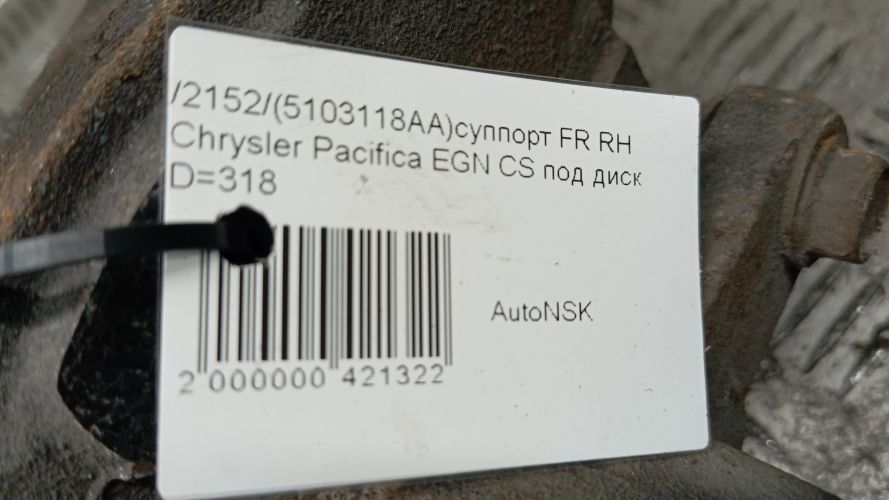 /2152/(5103118AA)суппорт FR RH
Chrysler Pacifica EGN CS под диск
D=318
AutoNSK
2 000000 421322